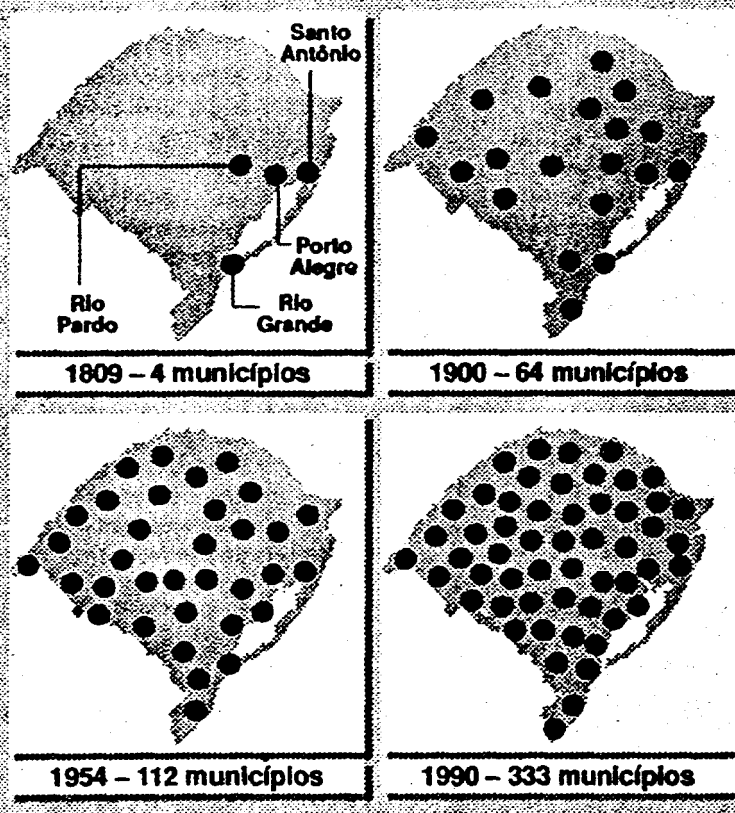 Santo
Antônio
Porto
Alegre
Rio
Pardo
Rio
Grande
1809 – 4 municípios
1900 – 64 municípios
1954 – 112 municípios
1990 – 333 municípios